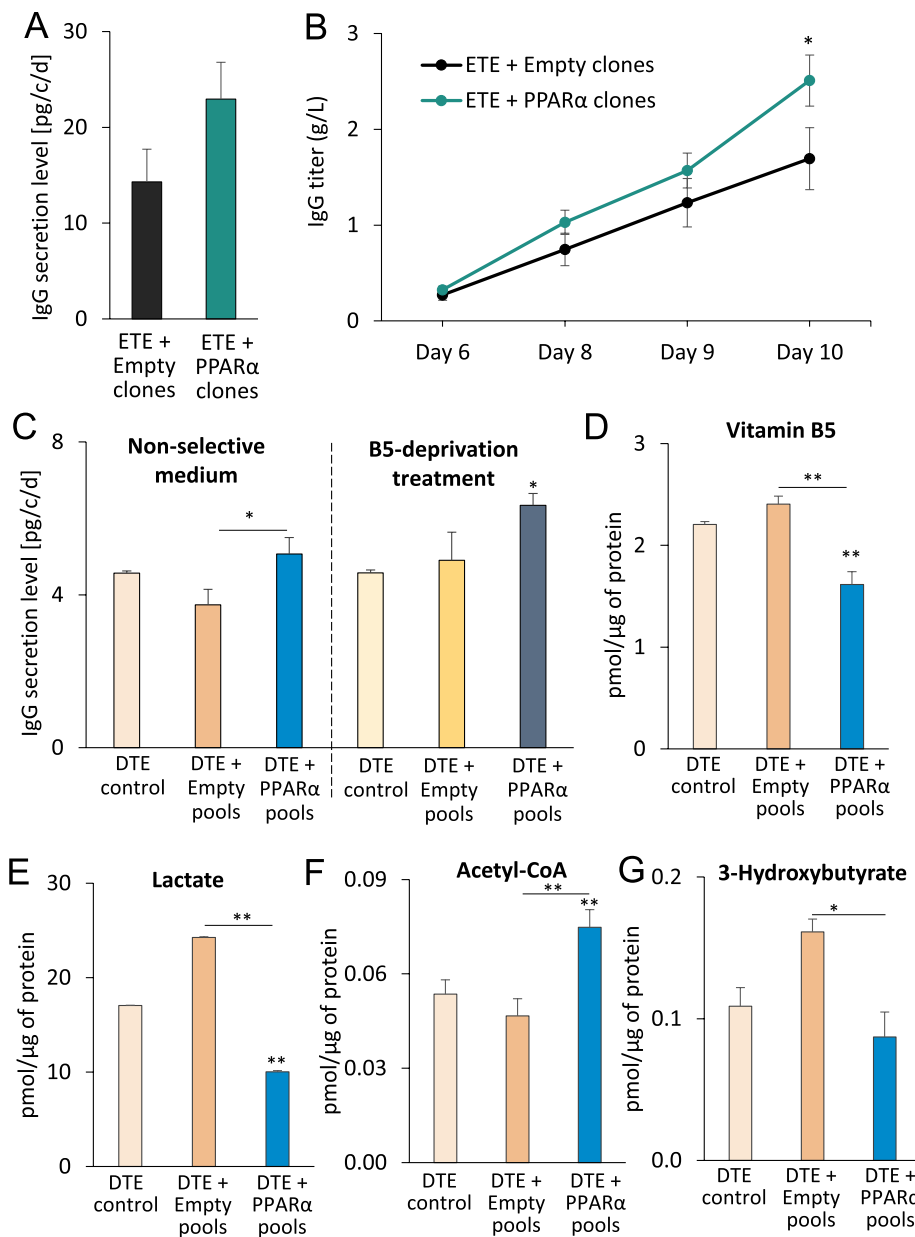 A
IgG secretion level [pg/c/d]
30
20
10
0
ETE +
Empty
clones
ETE +
PPARα
clones
B
IgG titer (g/L)
3
2
1
0
ETE + Empty clones
ETE + PPARα clones
*
Day 6
Day 8
Day 9
Day 10
C
IgG secretion level [pg/c/d]
8
4
0
Non-selective
medium
*
B5-deprivation
treatment
*
DTE
control
DTE +
Empty
pools
DTE +
PPARα
pools
DTE
control
DTE +
Empty
pools
DTE +
PPARα
pools
D
Vitamin B5
pmol/µg of protein
3
2
1
0
**
**
DTE
control
DTE +
Empty
pools
DTE +
PPARα
pools
E
Lactate
pmol/µg of protein
30
20
10
0
**
**
DTE
control
DTE +
Empty
pools
DTE +
PPARα
pools
F
Acetyl-CoA
pmol/µg of protein
0.09
0.06
0.03
0.00
**
**
DTE
control
DTE +
Empty
pools
DTE +
PPARα
pools
G
3-Hydroxybutyrate
pmol/µg of protein
0.2
0.1
0.0
*
DTE
control
DTE +
Empty
pools
DTE +
PPARα
pools